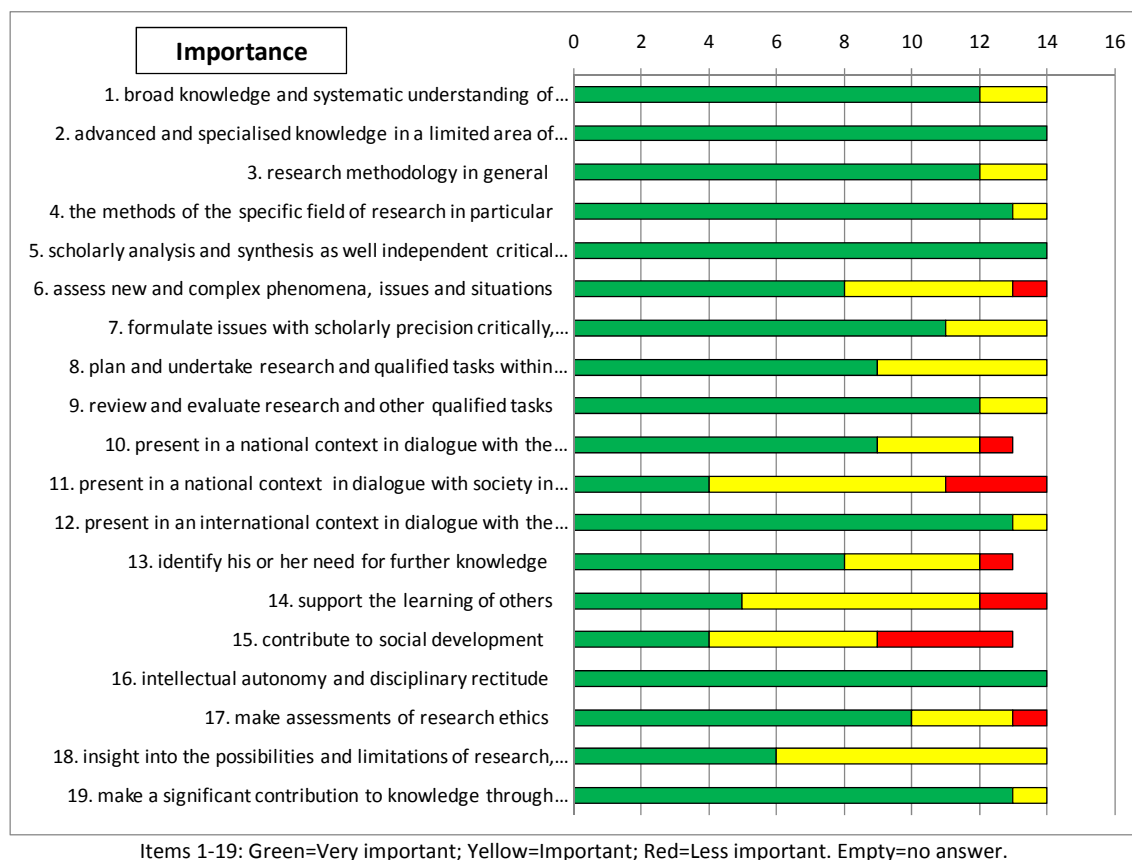 Importance
0 2 4 6 8 10 12 14 16
1. broad knowledge and systematic understanding of...
2. advanced and specialised knowledge in a limited area of...
3. research methodology in general
4. the methods of the specific field of research in particular
5. scholarly analysis and synthesis as well independent critical...
6. assess new and complex phenomena, issues and situations
7. formulate issues with scholarly precision critically,...
8. plan and undertake research and qualified tasks within...
9. review and evaluate research and other qualified tasks
10. present in a national context in dialogue with the...
11. present in a national context in dialogue with society in...
12. present in an international context in dialogue with the...
13. identify his or her need for further knowledge
14. support the learning of others
15. contribute to social development
16. intellectual autonomy and disciplinary rectitude
17. make assessments of research ethics
18. insight into the possibilities and limitations of research,...
19. make a significant contribution to knowledge through...
Items 1-19: Green=Very important; Yellow=Important; Red=Less important. Empty=no answer.